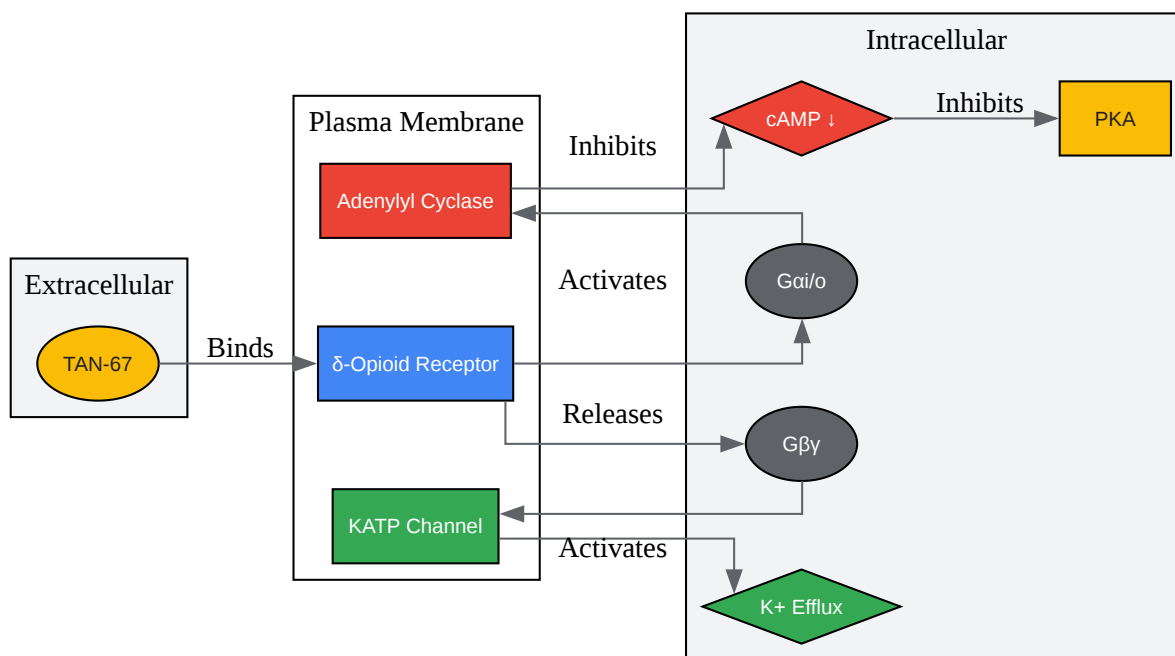 Intracellular
cAMP ↓
Inhibits
PKA
Plasma Membrane
Inhibits
Adenylyl Cyclase
Extracellular
Activates
Gαi/o
TAN-67
Binds
δ-Opioid Receptor
Releases
Gβγ
KATP Channel
Activates
K+ Efflux